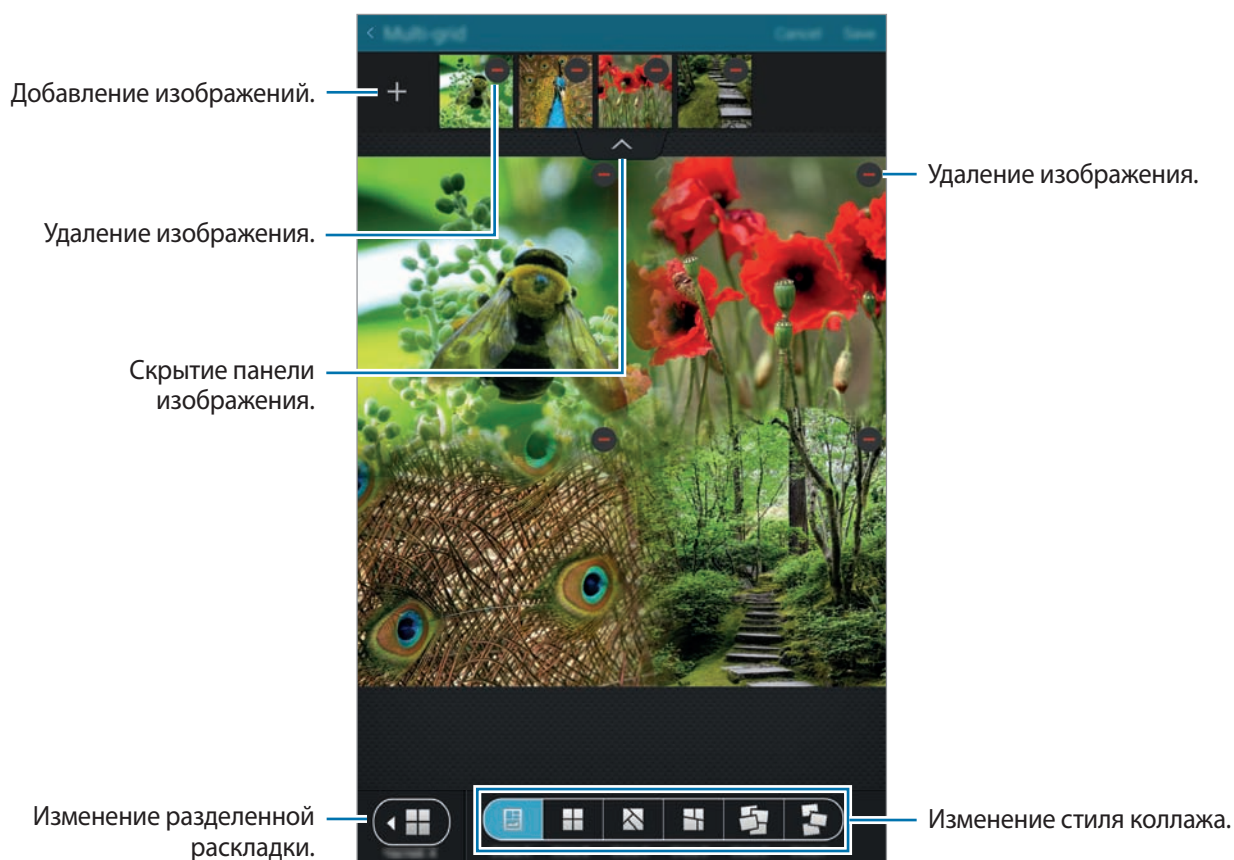 Multi-grid
Cancel Save
Добавление изображений.
Удаление изображения.
Удаление изображения.
Скрытие панели
изображения.
Изменение разделенной
раскладки.
Изменение стиля коллажа.